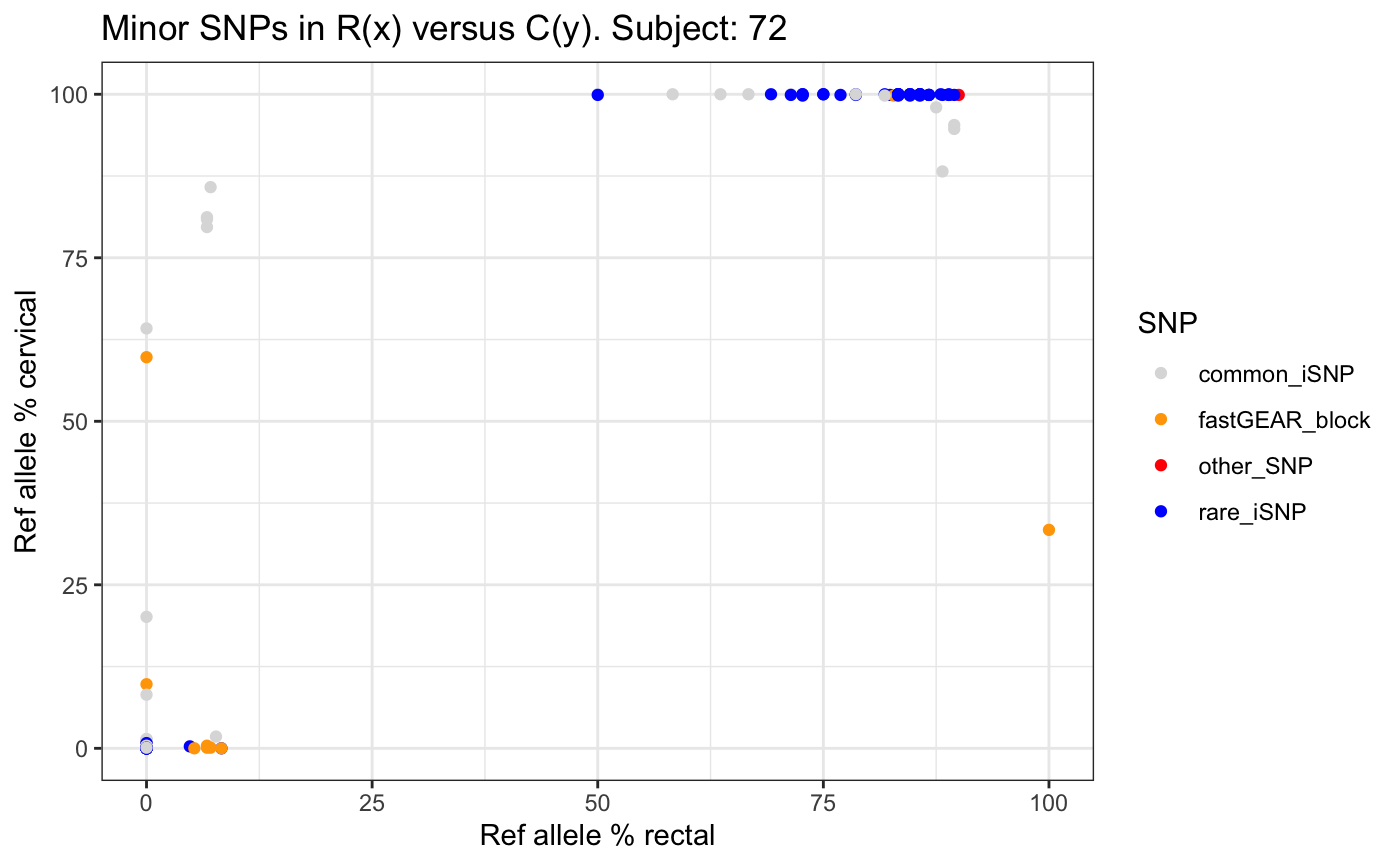 Minor SNPs in R(x) versus C(y). Subject: 72
100
75
50
25
0
Ref allele % cervical
0 25 50 75 100
Ref allele % rectal
SNP
common_iSNP
fastGEAR_block
other_SNP
rare_iSNP